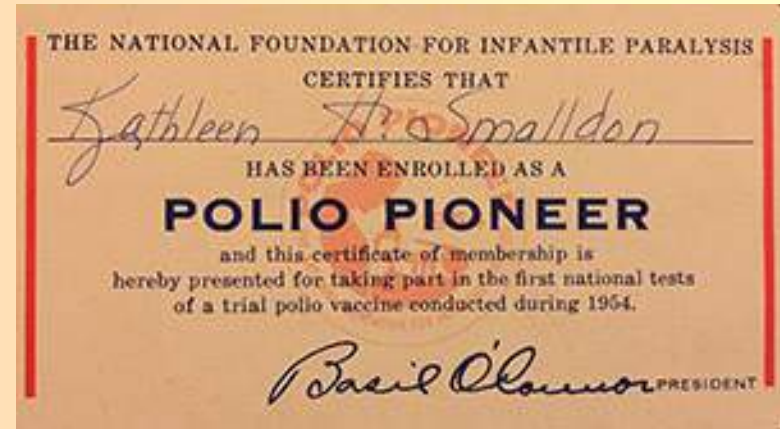 THE NATIONAL FOUNDATION FOR INFANTILE PARALYSIS
CERTIFIES THAT
Kathleen H. Smalldon
HAS BEEN ENROLLED AS A
POLIO PIONEER
and this certificate of membership is
hereby presented for taking part in the first national tests
of a trial polio vaccine conducted during 1954.
Basil O'Connor PRESIDENT